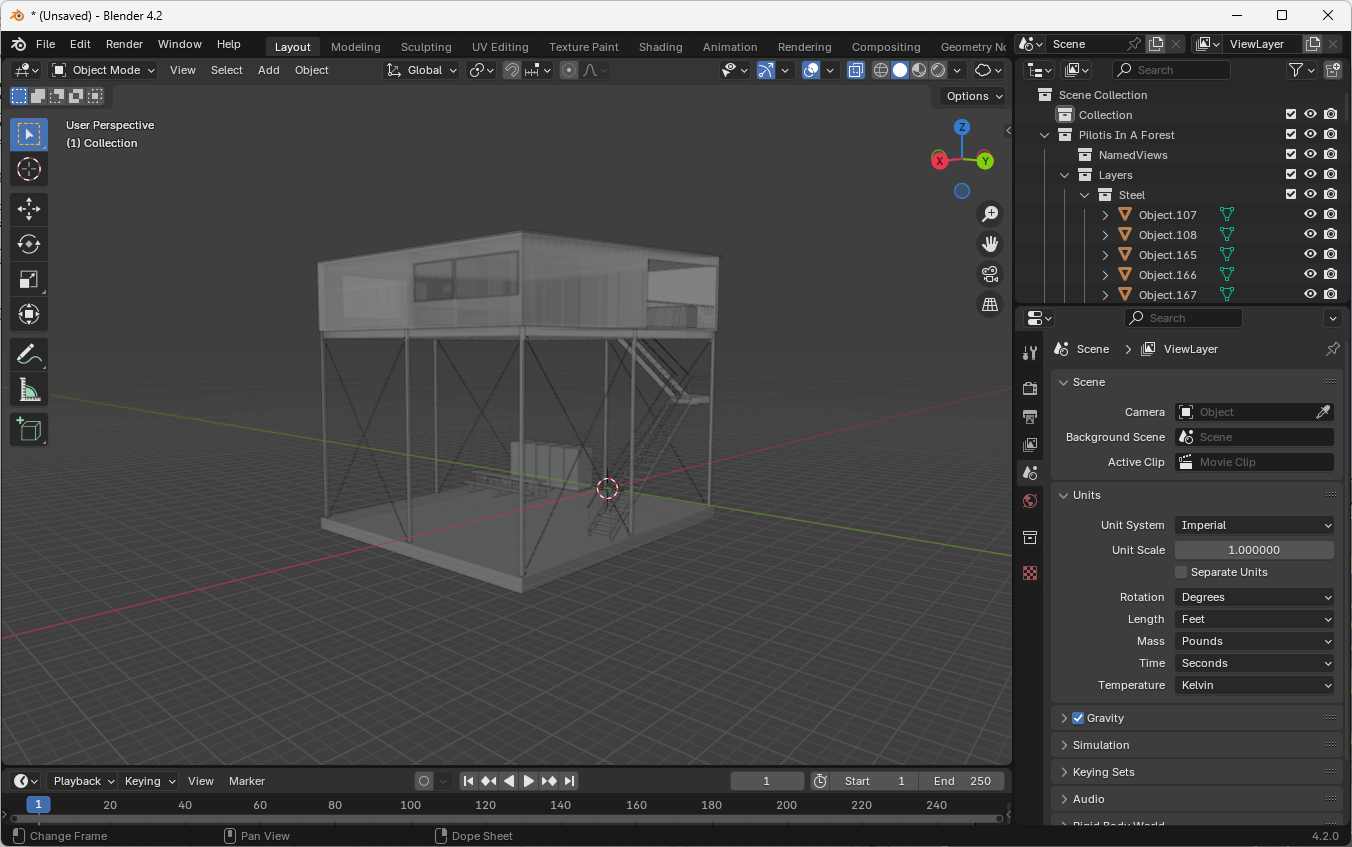 * (Unsaved) - Blender 4.2
File Edit Render Window Help Layout Modeling Sculpting UV Editing Texture Paint Shading Animation Rendering Compositing Geometry No Scene ViewLayer
Object Mode View Select Add Object Global Search
Options
User Perspective
(1) Collection
Z
X
Y
Scene Collection
Collection
Pilotis In A Forest
NamedViews
Layers
Steel
Object.107
Object.108
Object.165
Object.166
Object.167
Search
Scene ViewLayer
Scene
Camera Object
Background Scene Scene
Active Clip Movie Clip
Units
Unit System Imperial
Unit Scale 1.000000
Separate Units
Rotation Degrees
Length Feet
Mass Pounds
Time Seconds
Temperature Kelvin
Gravity
Simulation
Keying Sets
Audio
Rigid Body World
Playback Keying View Marker 1 Start 1 End 250
1 20 40 60 80 100 120 140 160 180 200 220 240
Change Frame Pan View Dope Sheet 4.2.0